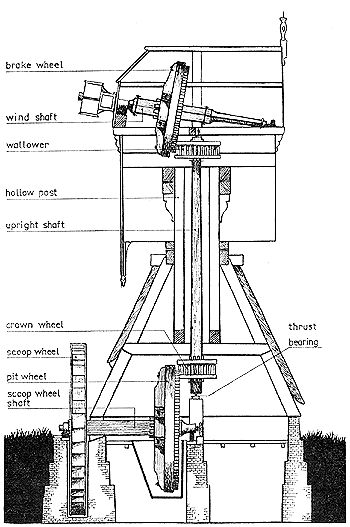 brake wheel
wind shaft
wallower
hollow post
upright shaft
crown wheel
thrust
bearing
scoop wheel
pit wheel
scoop wheel
shaft